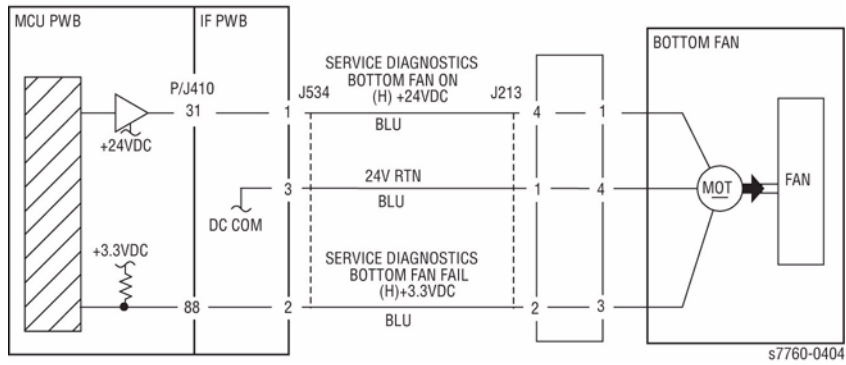 MCU PWB
IF PWB
BOTTOM FAN
SERVICE DIAGNOSTICS
BOTTOM FAN ON
(H) +24VDC
P/J410
J534
J213
31
1
4
1
BLU
+24VDC
24V RTN
3
1
4
BLU
MOT
FAN
DC COM
+3.3VDC
SERVICE DIAGNOSTICS
BOTTOM FAN FAIL
(H)+3.3VDC
88
2
2
3
BLU
s7760-0404